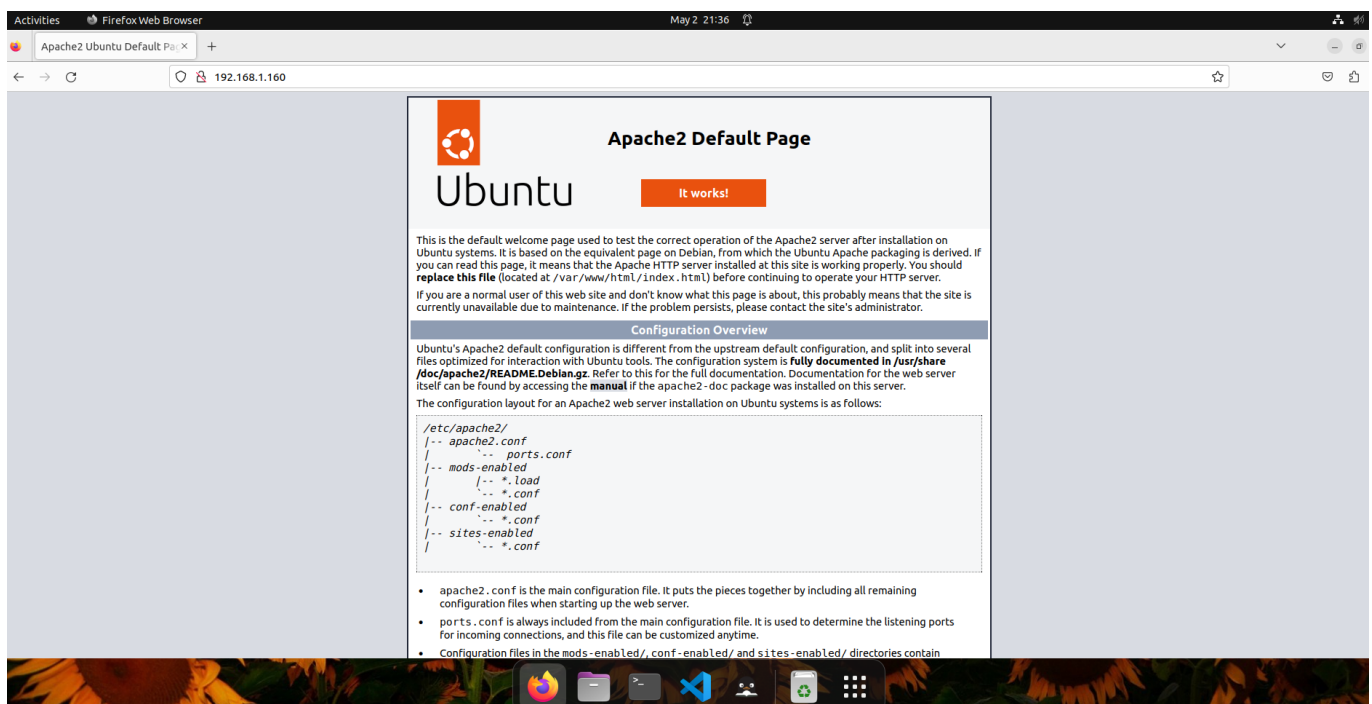 Activities Firefox Web Browser May 2 21:36
Apache2 Ubuntu Default Pa
192.168.1.160
Ubuntu
Apache2 Default Page
It works!
This is the default welcome page used to test the correct operation of the Apache2 server after installation on
Ubuntu systems. It is based on the equivalent page on Debian, from which the Ubuntu Apache packaging is derived. If
you can read this page, it means that the Apache HTTP server installed at this site is working properly. You should
replace this file (located at /var/www/html/index.html) before continuing to operate your HTTP server.
If you are a normal user of this web site and don't know what this page is about, this probably means that the site is
currently unavailable due to maintenance. If the problem persists, please contact the site's administrator.
Configuration Overview
Ubuntu's Apache2 default configuration is different from the upstream default configuration, and split into several
files optimized for interaction with Ubuntu tools. The configuration system is fully documented in /usr/share
/doc/apache2/README.Debian.gz. Refer to this for the full documentation. Documentation for the web server
itself can be found by accessing the manual if the apache2-doc package was installed on this server.
The configuration layout for an Apache2 web server installation on Ubuntu systems is as follows:
/etc/apache2/
|-- apache2.conf
|       `--  ports.conf
|-- mods-enabled
|       |-- *.load
|       `-- *.conf
|-- conf-enabled
|       `-- *.conf
|-- sites-enabled
|       `-- *.conf
• apache2.conf is the main configuration file. It puts the pieces together by including all remaining
configuration files when starting up the web server.
• ports.conf is always included from the main configuration file. It is used to determine the listening ports
for incoming connections, and this file can be customized anytime.
• Configuration files in the mods-enabled/, conf-enabled/ and sites-enabled/ directories contain